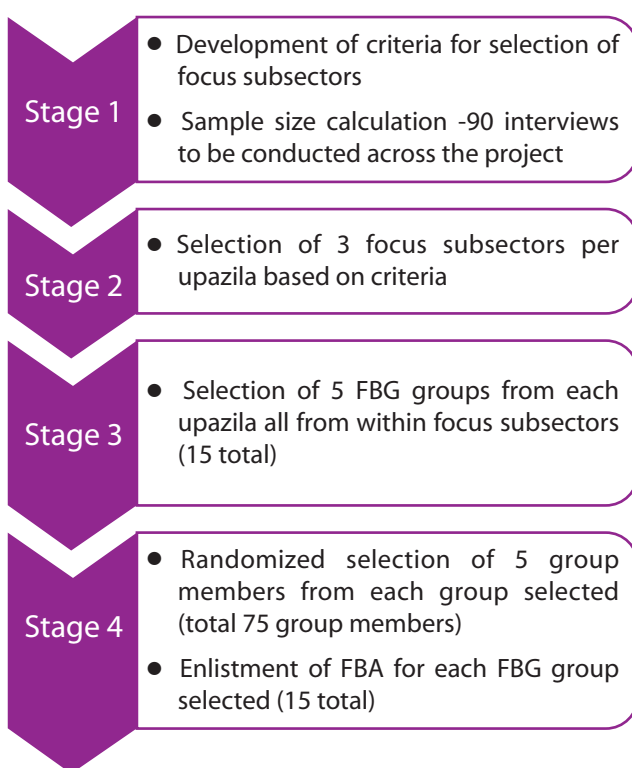 Stage 1
● Development of criteria for selection of
focus subsectors
● Sample size calculation -90 interviews
to be conducted across the project
Stage 2
● Selection of 3 focus subsectors per
upazila based on criteria
Stage 3
● Selection of 5 FBG groups from each
upazila all from within focus subsectors
(15 total)
Stage 4
● Randomized selection of 5 group
members from each group selected
(total 75 group members)
● Enlistment of FBA for each FBG group
selected (15 total)